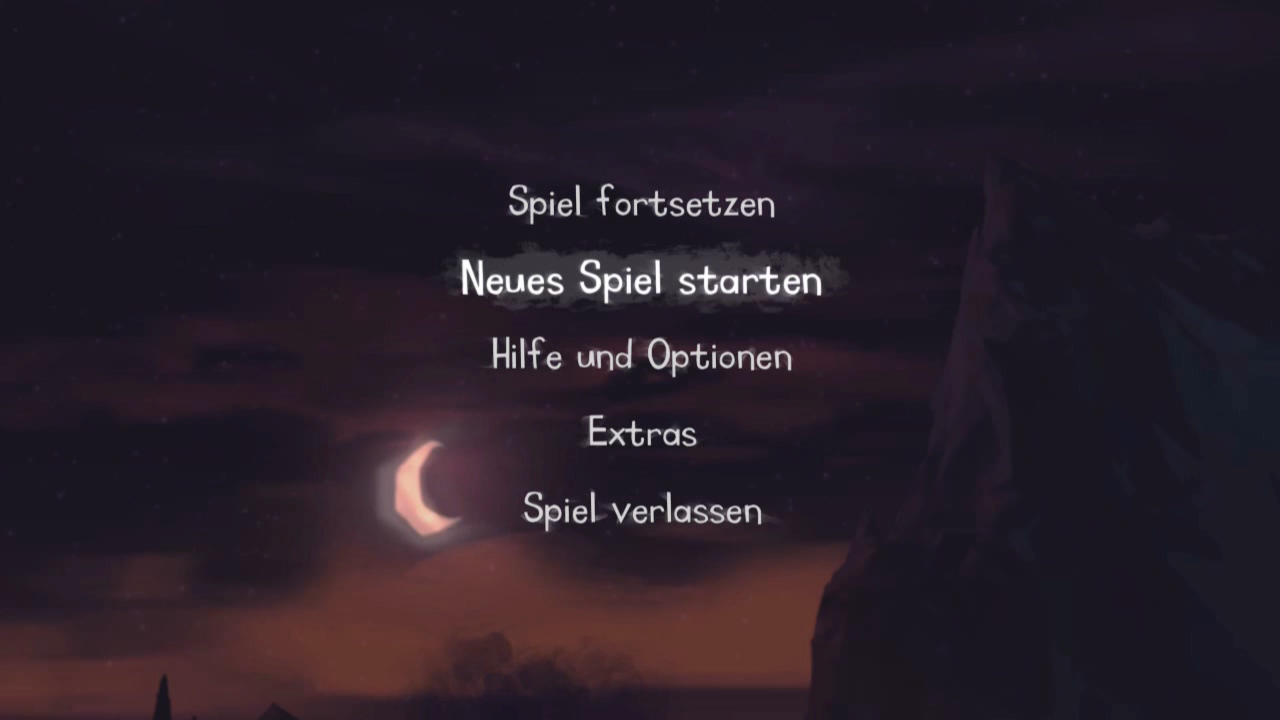 Spiel fortsetzen
Neues Spiel starten
Hilfe und Optionen
Extras
Spiel verlassen